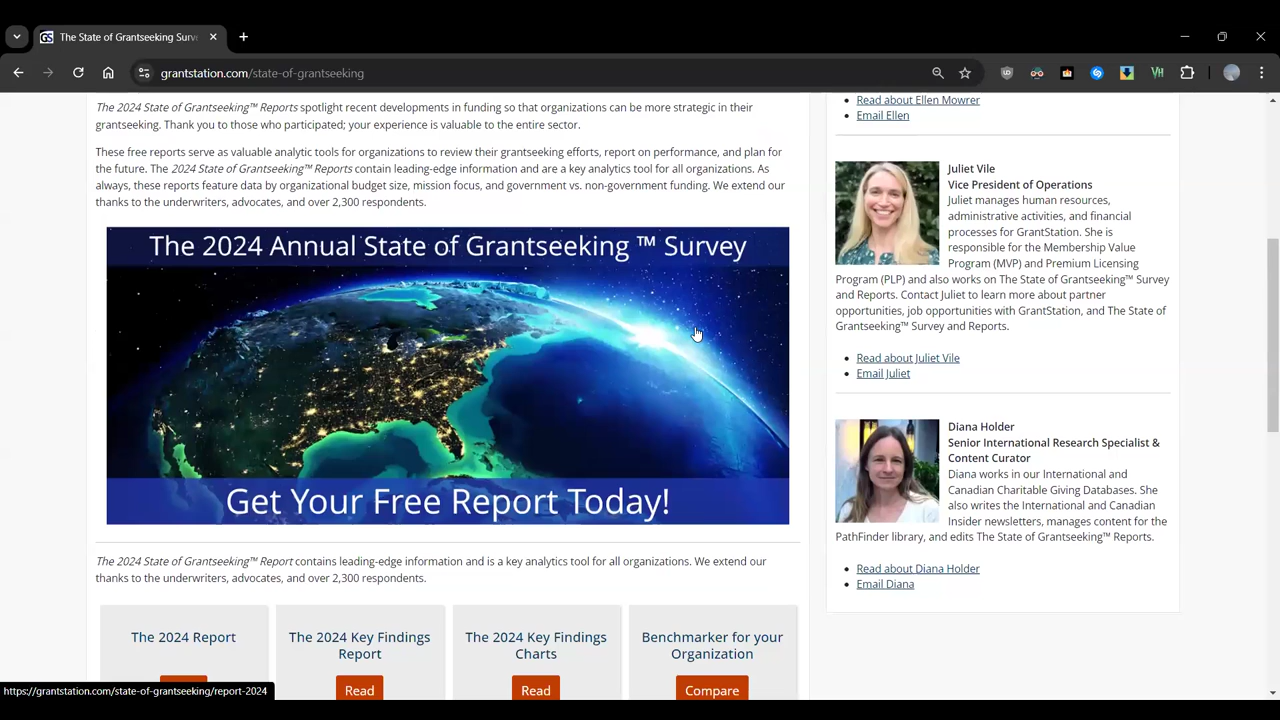 The State of Grantseeking Surv
grantstation.com/state-of-grantseeking
The 2024 State of Grantseeking™ Reports spotlight recent developments in funding so that organizations can be more strategic in their
grantseeking. Thank you to those who participated; your experience is valuable to the entire sector.
These free reports serve as valuable analytic tools for organizations to review their grantseeking efforts, report on performance, and plan for
the future. The 2024 State of Grantseeking™ Reports contain leading-edge information and are a key analytics tool for all organizations. As
always, these reports feature data by organizational budget size, mission focus, and government vs. non-government funding. We extend our
thanks to the underwriters, advocates, and over 2,300 respondents.
The 2024 Annual State of Grantseeking ™ Survey
Get Your Free Report Today!
The 2024 State of Grantseeking™ Report contains leading-edge information and is a key analytics tool for all organizations. We extend our
thanks to the underwriters, advocates, and over 2,300 respondents.
The 2024 Report
The 2024 Key Findings
Report
Read
The 2024 Key Findings
Charts
Read
Benchmarker for your
Organization
Compare
Read about Ellen Mowrer
Email Ellen
Juliet Vile
Vice President of Operations
Juliet manages human resources,
administrative activities, and financial
processes for GrantStation. She is
responsible for the Membership Value
Program (MVP) and Premium Licensing
Program (PLP) and also works on The State of Grantseeking™ Survey
and Reports. Contact Juliet to learn more about partner
opportunities, job opportunities with GrantStation, and The State of
Grantseeking™ Survey and Reports.
Read about Juliet Vile
Email Juliet
Diana Holder
Senior International Research Specialist &
Content Curator
Diana works in our International and
Canadian Charitable Giving Databases. She
also writes the International and Canadian
Insider newsletters, manages content for the
PathFinder library, and edits The State of Grantseeking™ Reports.
Read about Diana Holder
Email Diana
https://grantstation.com/state-of-grantseeking/report-2024